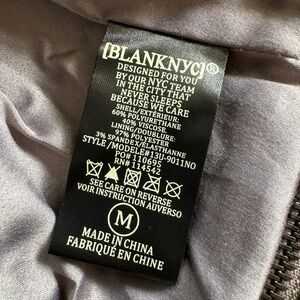 [BLANKNYC]®
DESIGNED FOR YOU
BY OUR NYC TEAM
IN THE CITY THAT
NEVER SLEEPS
BECAUSE WE CARE
SHELL/EXTERIEUR:
60% POLYURETHANE
40% VISCOSE.
LINING/DOUBLURE:
97% POLYESTER
3% SPANDEX/ELASTHANNE
STYLE /MODELE#13IJ-9011NO
PO# 110695
RN# 114542
SEE CARE ON REVERSE
VOIR INSTRUCTION AUVERSO
M
MADE IN CHINA
FABRIQUÉ EN CHINE